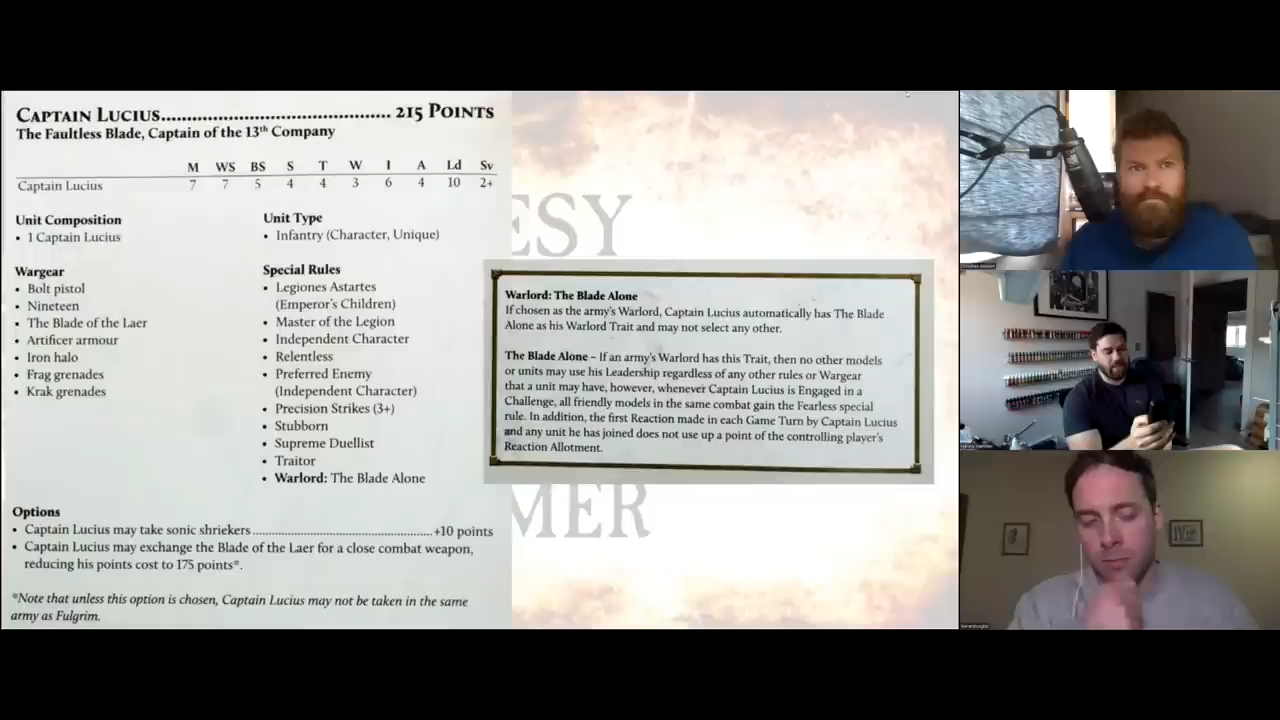 CAPTAIN LUCIUS.......................................... 215 POINTS
The Faultless Blade, Captain of the 13th Company
M WS BS S T W I A Ld Sv
Captain Lucius 7 7 5 4 4 3 6 4 10 2+
Unit Composition
• 1 Captain Lucius
Wargear
• Bolt pistol
• Nineteen
• The Blade of the Laer
• Artificer armour
• Iron halo
• Frag grenades
• Krak grenades
Unit Type
• Infantry (Character, Unique)
Special Rules
• Legiones Astartes
(Emperor's Children)
• Master of the Legion
• Independent Character
• Relentless
• Preferred Enemy
(Independent Character)
• Precision Strikes (3+)
• Stubborn
• Supreme Duellist
• Traitor
• Warlord: The Blade Alone
Options
• Captain Lucius may take sonic shriekers..........................................+10 points
• Captain Lucius may exchange the Blade of the Laer for a close combat weapon,
reducing his points cost to 175 points*.
*Note that unless this option is chosen, Captain Lucius may not be taken in the same
army as Fulgrim.
ESY
Warlord: The Blade Alone
If chosen as the army's Warlord, Captain Lucius automatically has The Blade
Alone as his Warlord Trait and may not select any other.
The Blade Alone – If an army's Warlord has this Trait, then no other models
or units may use his Leadership regardless of any other rules or Wargear
that a unit may have, however, whenever Captain Lucius is Engaged in a
Challenge, all friendly models in the same combat gain the Fearless special
rule. In addition, the first Reaction made in each Game Turn by Captain Lucius
and any unit he has joined does not use up a point of the controlling player's
Reaction Allotment.
MER